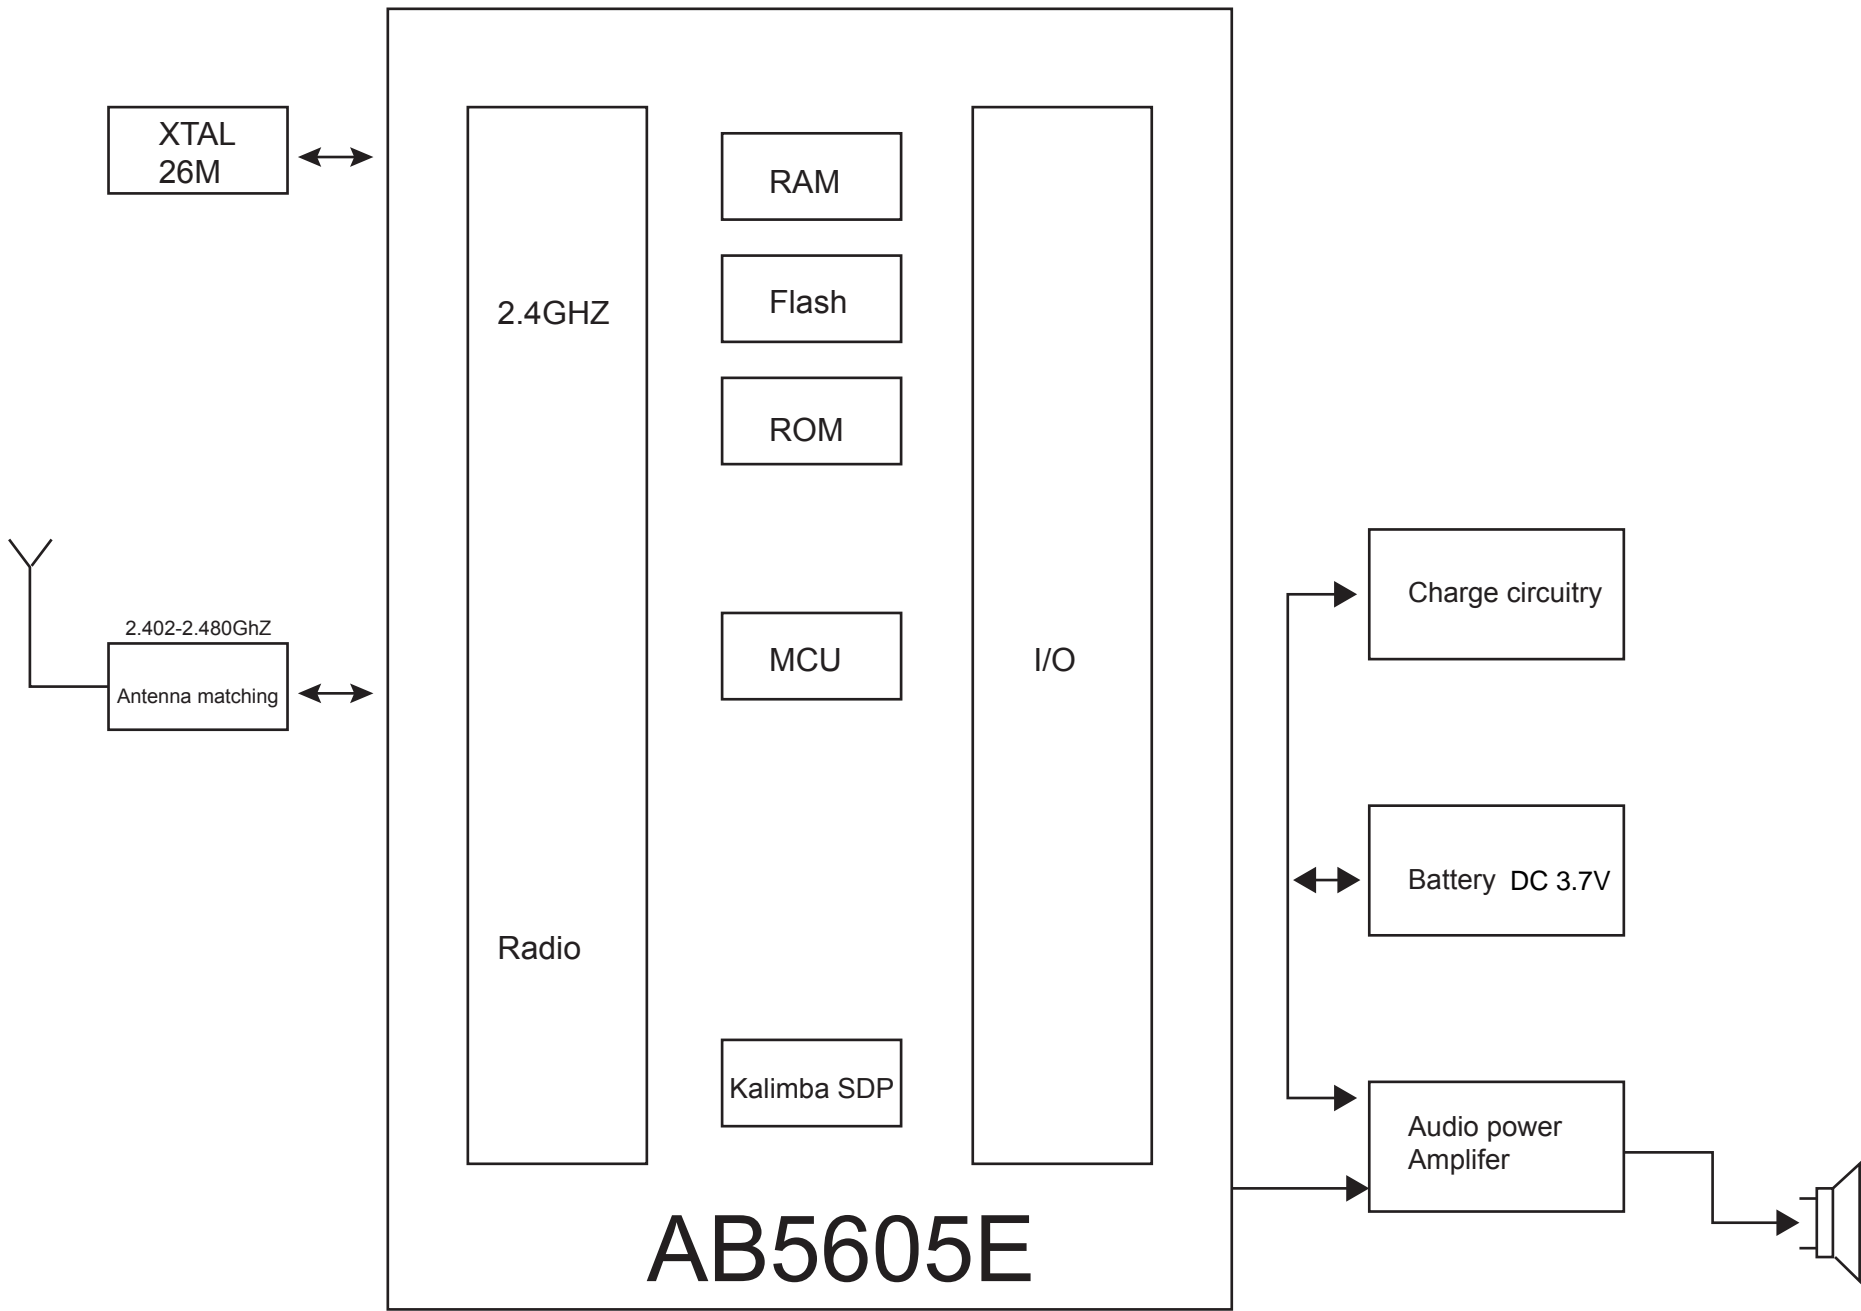 XTAL
26M
2.4GHZ
Radio
RAM
Flash
ROM
MCU
Kalimba SDP
I/O
2.402-2.480GhZ
Antenna matching
Charge circuitry
Battery DC 3.7V
Audio power
Amplifer
AB5605E